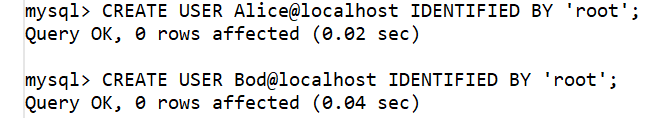 mysql> CREATE USER Alice@localhost IDENTIFIED BY 'root';
Query OK, 0 rows affected (0.02 sec)
mysql> CREATE USER Bod@localhost IDENTIFIED BY 'root';
Query OK, 0 rows affected (0.04 sec)